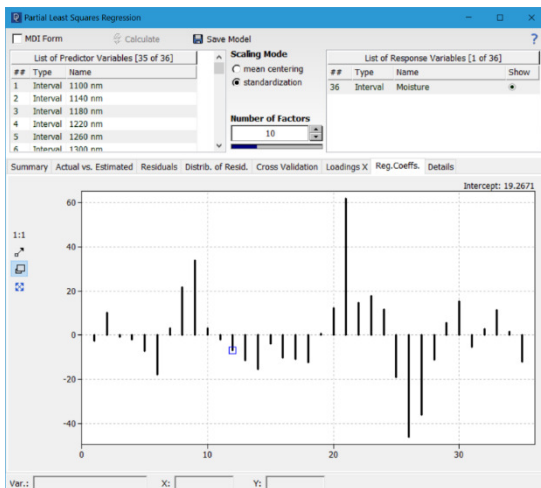 Partial Least Squares Regression
MDI Form Calculate Save Model ?
List of Predictor Variables [35 of 36]
## Type Name
1 Interval 1100 nm
2 Interval 1140 nm
3 Interval 1180 nm
4 Interval 1220 nm
5 Interval 1260 nm
6 Interval 1300 nm
Scaling Mode
mean centering
standardization
Number of Factors
10
List of Response Variables [1 of 36]
## Type Name Show
36 Interval Moisture
Summary Actual vs. Estimated Residuals Distrib. of Resid. Cross Validation Loadings X Reg.Coeffs. Details
Intercept: 19.2671
1:1
60
40
20
0
-20
-40
0 10 20 30
Var.: X: Y: